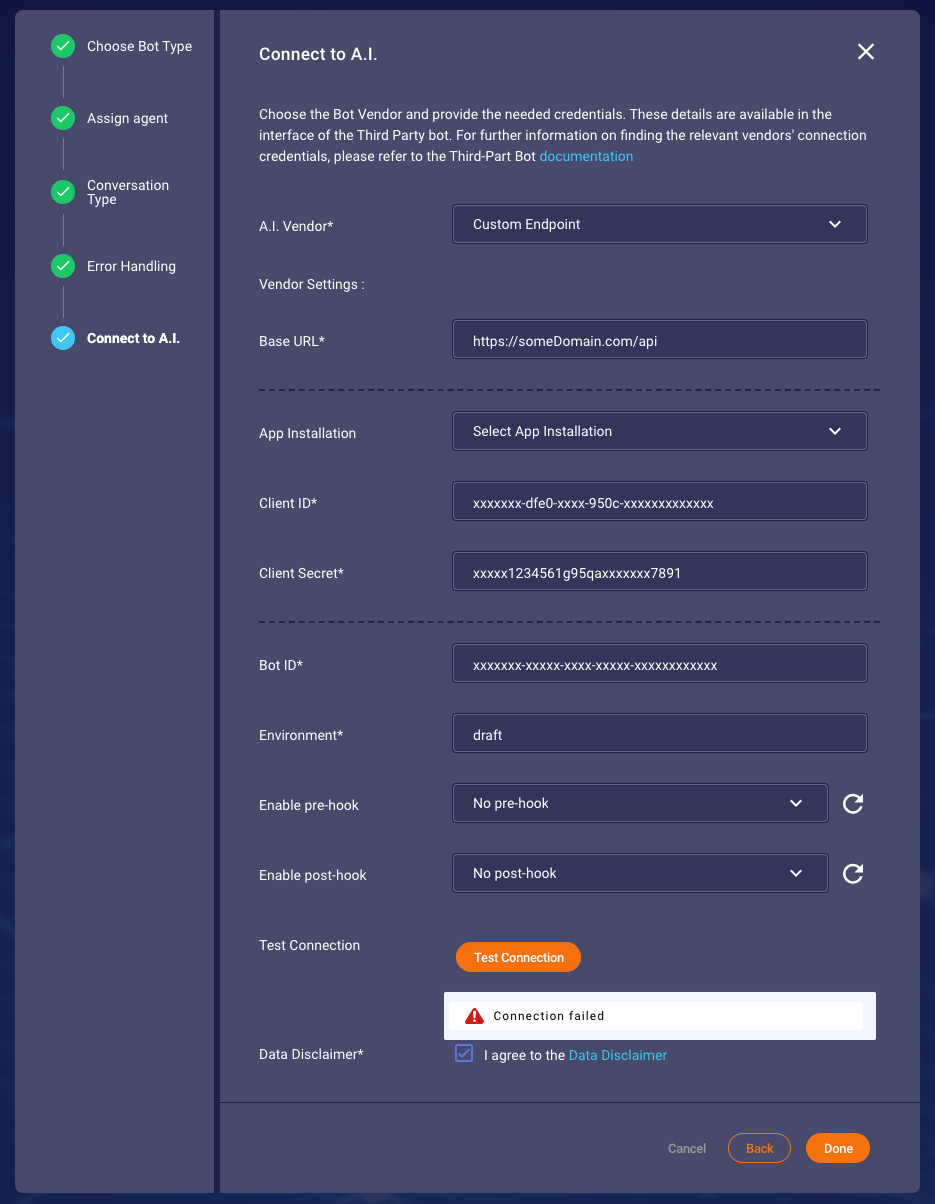 Choose Bot Type
Assign agent
Conversation
Type
Error Handling
Connect to A.I.
Connect to A.I.
Choose the Bot Vendor and provide the needed credentials. These details are available in the
interface of the Third Party bot. For further information on finding the relevant vendors' connection
credentials, please refer to the Third-Part Bot documentation
A.I. Vendor* Custom Endpoint
Vendor Settings :
Base URL* https://someDomain.com/api
App Installation Select App Installation
Client ID* xxxxxxx-dfe0-xxxx-950c-xxxxxxxxxxxxx
Client Secret* xxxxx1234561g95qaxxxxxxx7891
Bot ID* xxxxxxx-xxxxx-xxxx-xxxxx-xxxxxxxxxxxx
Environment* draft
Enable pre-hook No pre-hook
Enable post-hook No post-hook
Test Connection Test Connection
Connection failed
Data Disclaimer* I agree to the Data Disclaimer
Cancel Back Done